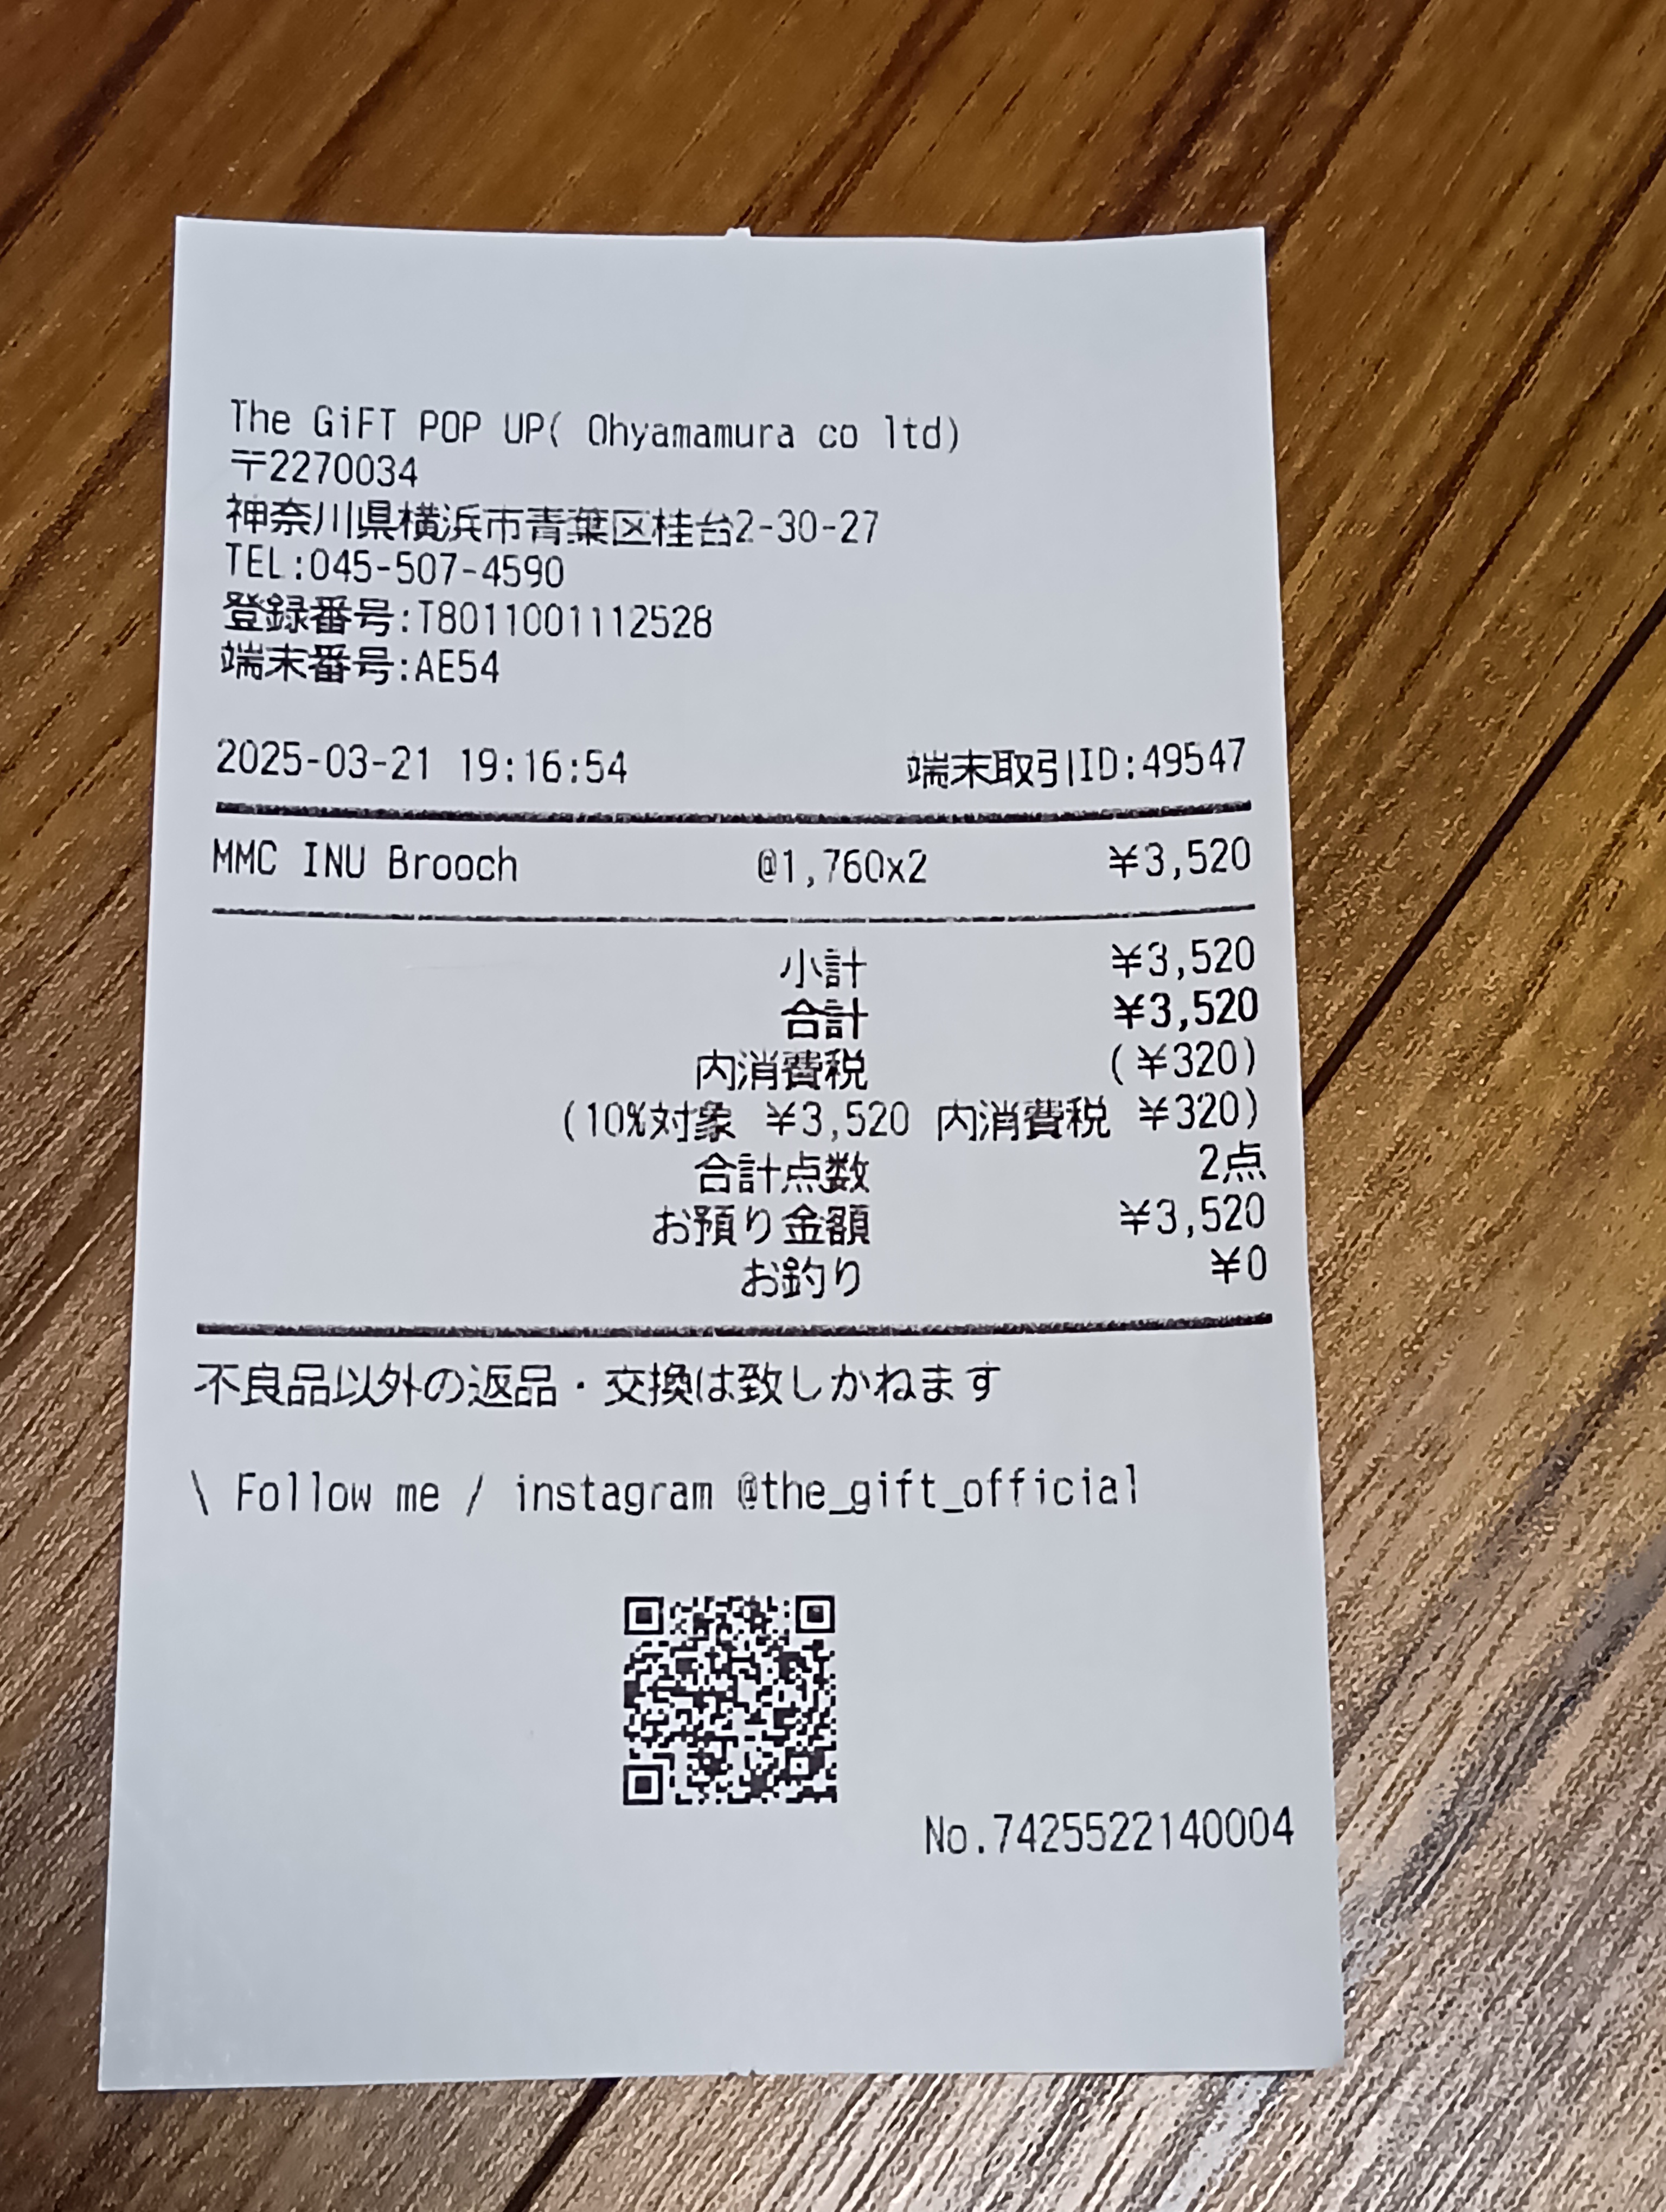 The GiFT POP UP( Ohyamamura co ltd)
〒2270034
神奈川県横浜市青葉区桂台2-30-27
TEL:045-507-4590
登録番号:T8011001112528
端末番号:AE54
2025-03-21 19:16:54 端末取引ID:49547
MMC INU Brooch @1,760x2 ¥3,520
小計 ¥3,520
合計 ¥3,520
内消費税 (¥320)
(10%対象 ¥3,520 内消費税 ¥320)
合計点数 2点
お預り金額 ¥3,520
お釣り ¥0
不良品以外の返品・交換は致しかねます
\ Follow me / instagram @the_gift_official
No.7425522140004